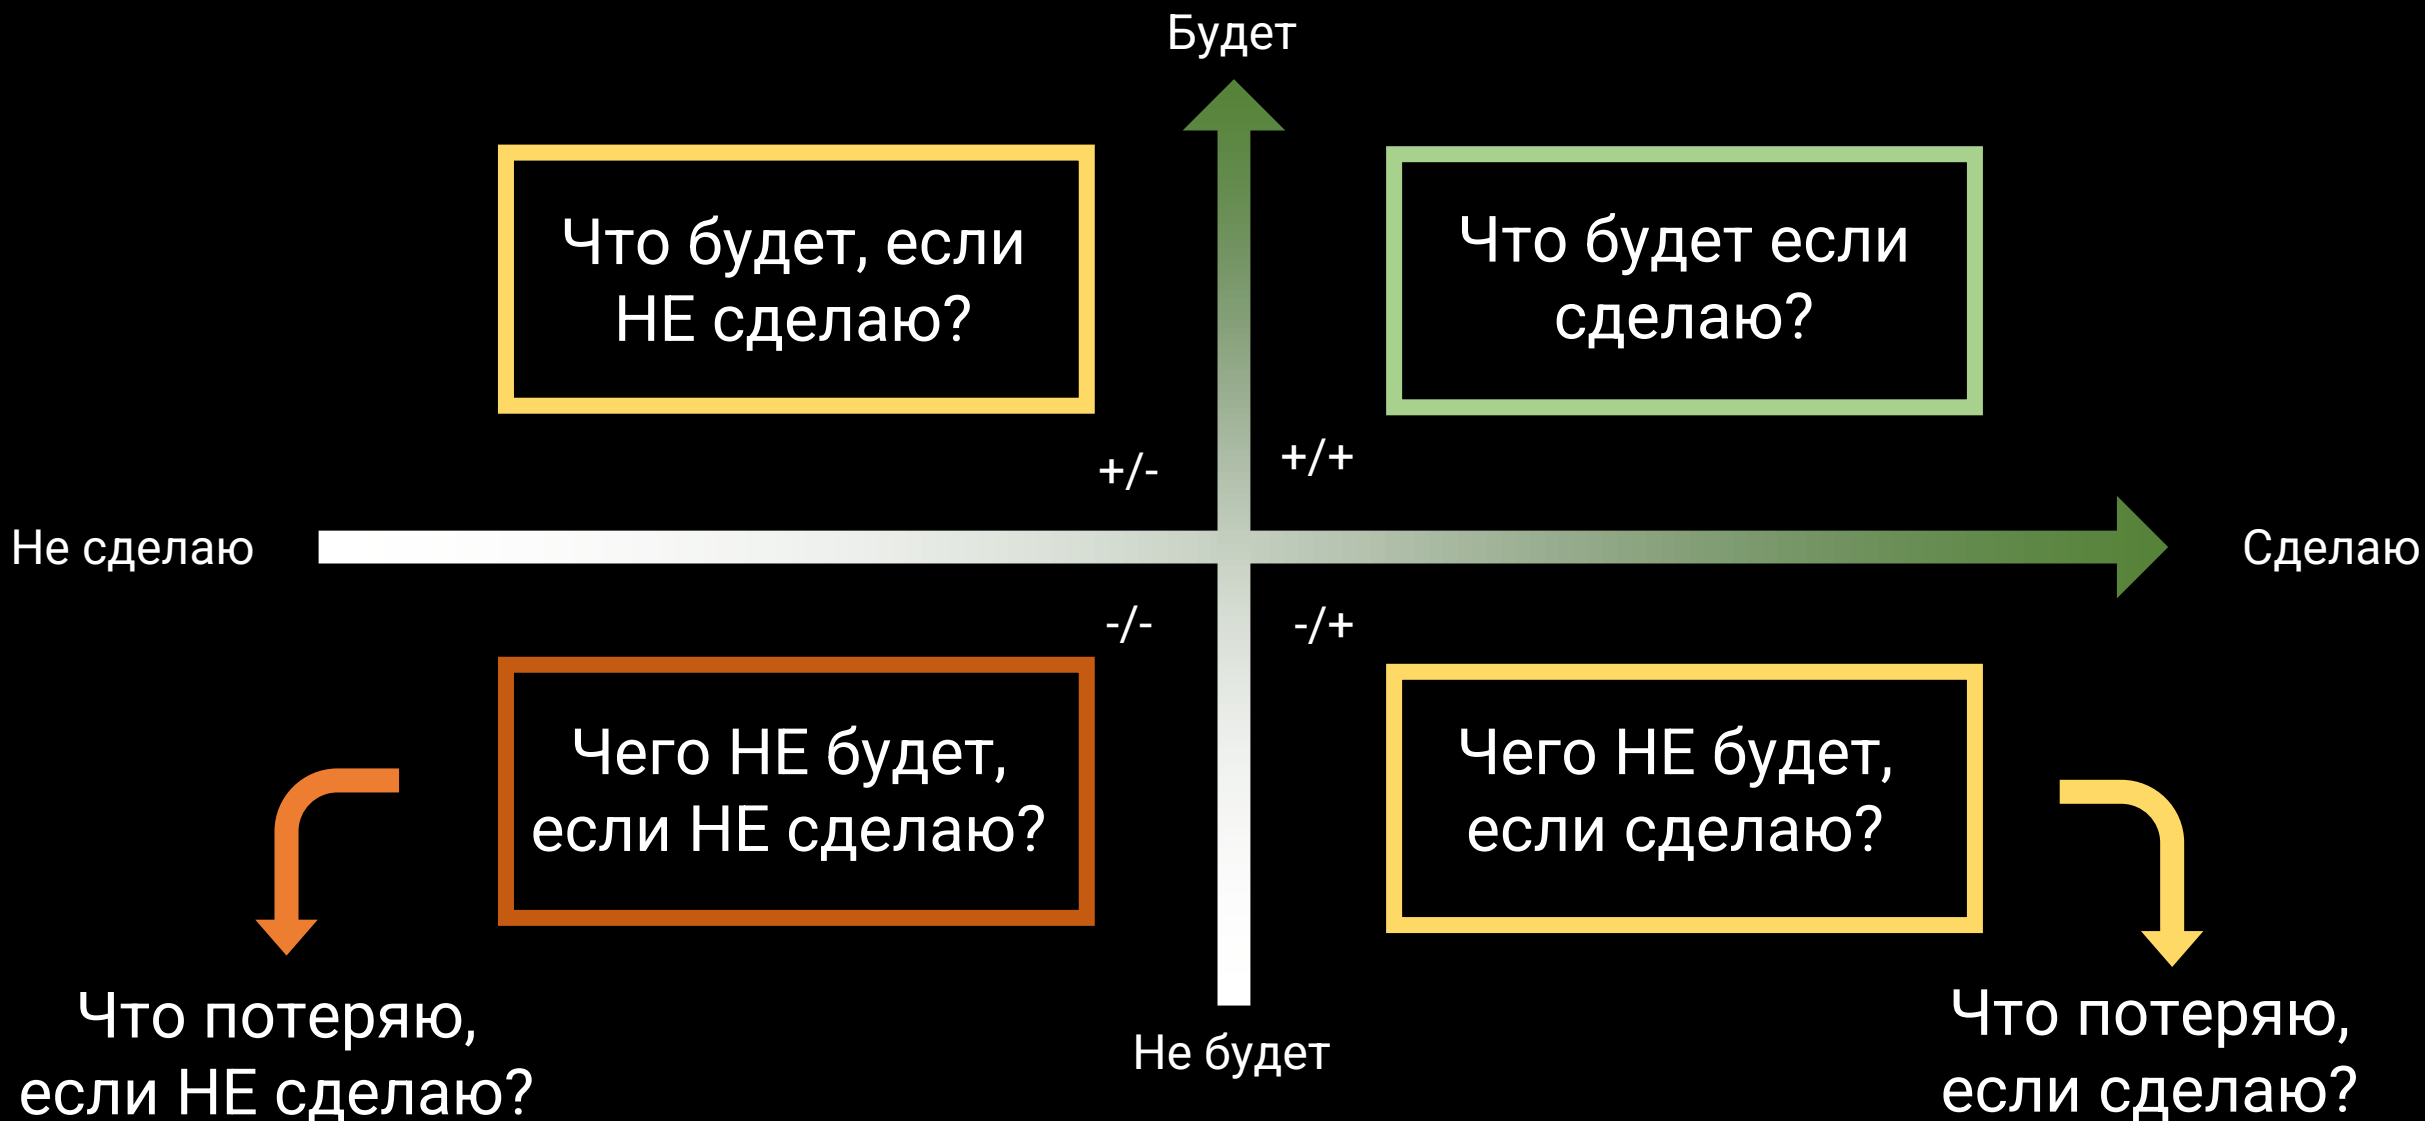 Будет
Что будет, если
НЕ сделаю?
Что будет если
сделаю?
+/-
+/+
Не сделаю
Сделаю
-/-
-/+
Чего НЕ будет,
если НЕ сделаю?
Чего НЕ будет,
если сделаю?
Что потеряю,
если НЕ сделаю?
Не будет
Что потеряю,
если сделаю?